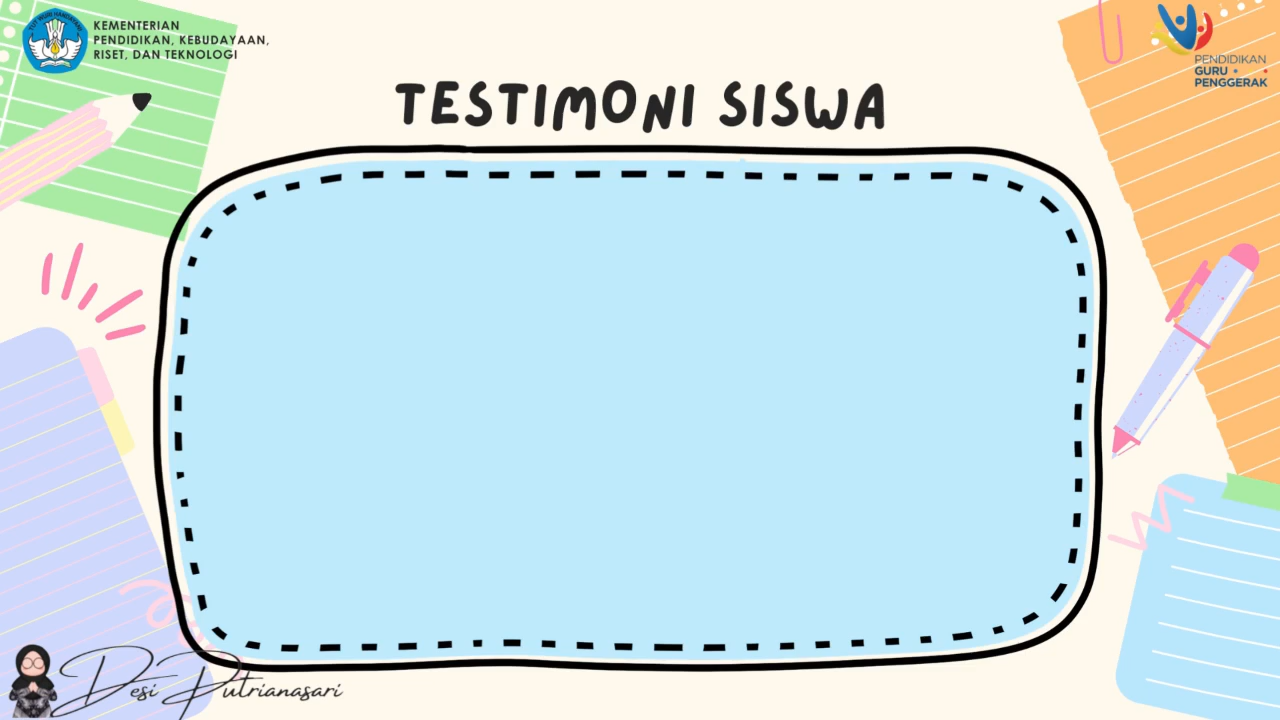 KEMENTERIAN
PENDIDIKAN, KEBUDAYAAN,
RISET, DAN TEKNOLOGI
PENDIDIKAN
GURU
PENGGERAK
TESTIMONI SISWA
Desi Putrianasari